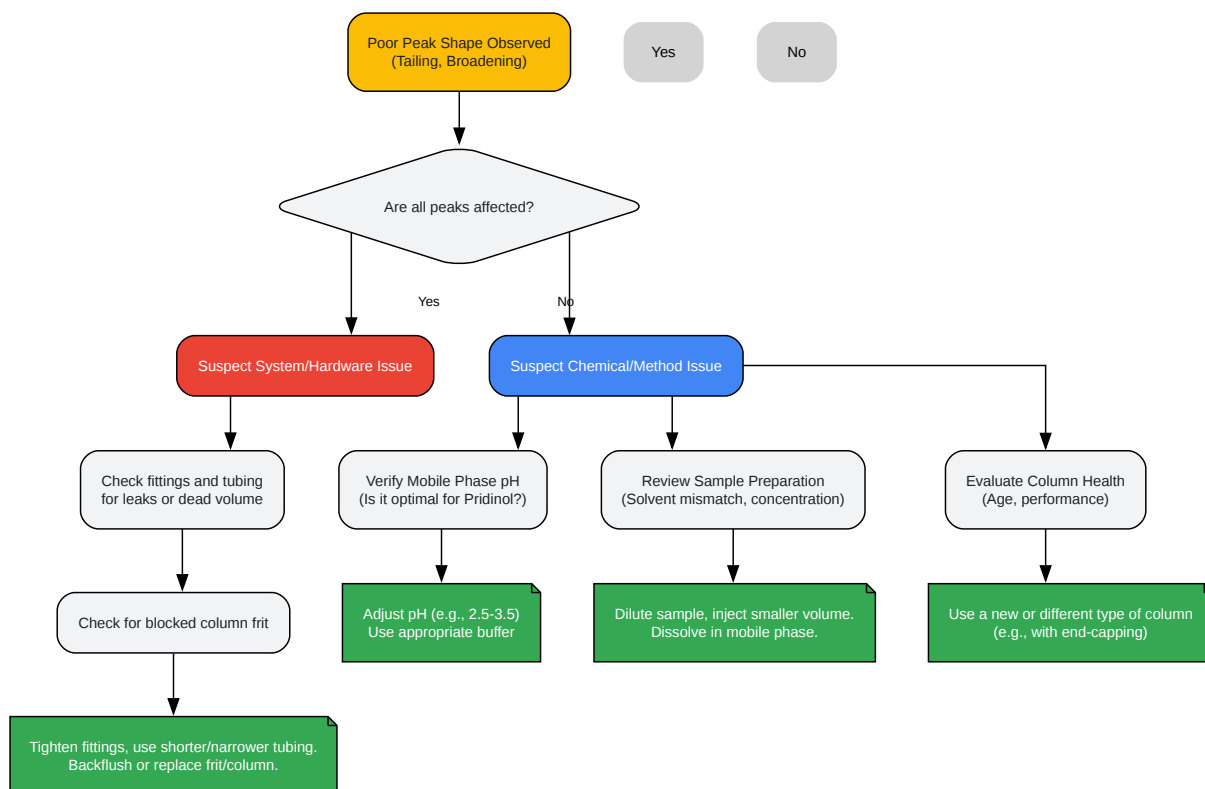 Poor Peak Shape Observed
(Tailing, Broadening)
Yes
No
Are all peaks affected?
Yes
No
Suspect System/Hardware Issue
Suspect Chemical/Method Issue
Check fittings and tubing
for leaks or dead volume
Verify Mobile Phase pH
(Is it optimal for Pridinol?)
Review Sample Preparation
(Solvent mismatch, concentration)
Evaluate Column Health
(Age, performance)
Check for blocked column frit
Adjust pH (e.g., 2.5-3.5)
Use appropriate buffer
Dilute sample, inject smaller volume.
Dissolve in mobile phase.
Use a new or different type of column
(e.g., with end-capping)
Tighten fittings, use shorter/narrower tubing.
Backflush or replace frit/column.